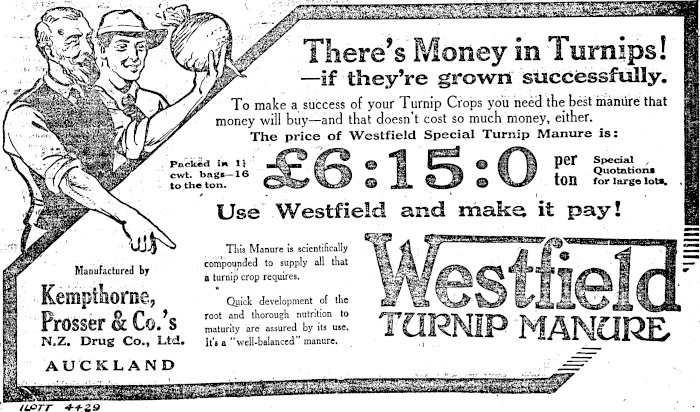 There's Money in Turnips!
—if they're grown successfully.
To make a success of your Turnip Crops you need the best manure that
money will buy—and that doesn't cost so much money, either.
The price of Westfield Special Turnip Manure is:
Packed in 1¼
cwt. bags—16
to the ton.
£6:15:0
per
ton
Special
Quotations
for large lots.
Use Westfield and make it pay!
Manufactured by
Kempthorne,
Prosser & Co.'s
N.Z. Drug Co., Ltd.
AUCKLAND
This Manure is scientifically
compounded to supply all that
a turnip crop requires.
Quick development of the
root and thorough nutrition to
maturity are assured by its use.
It's a "well-balanced" manure.
Westfield
TURNIP MANURE
ILOTT 4429